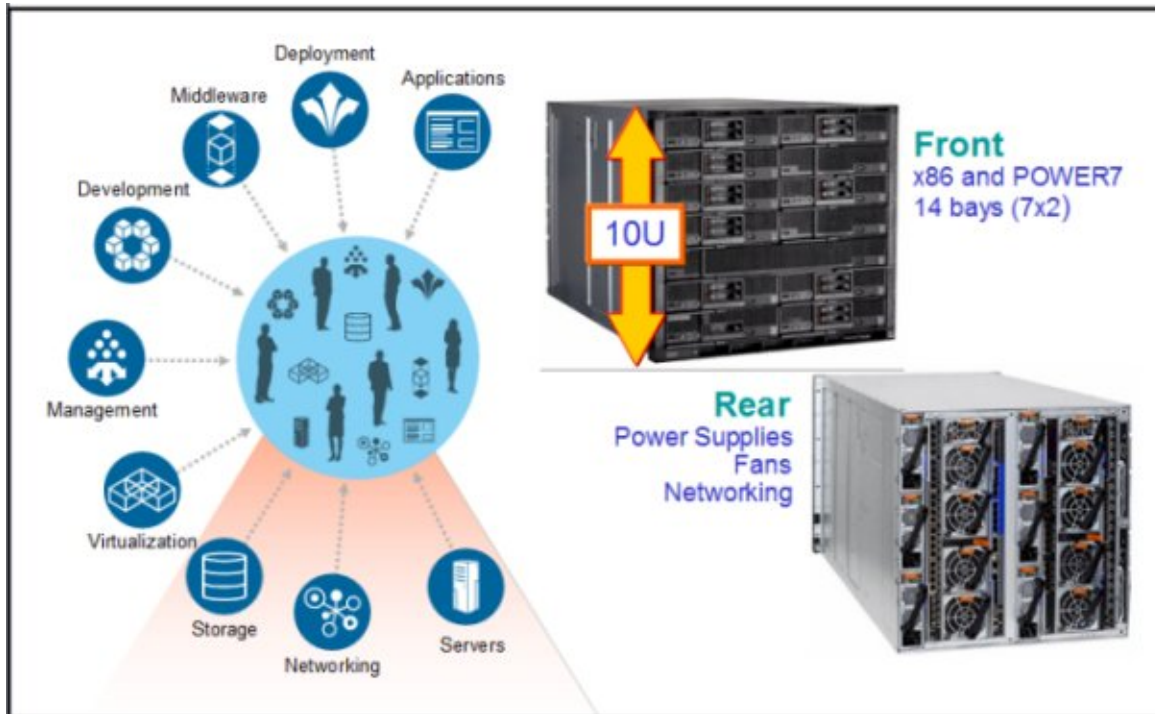 Deployment
Applications
Middleware
Development
Management
Virtualization
Storage
Networking
Servers
10U
Front
x86 and POWER7
14 bays (7x2)
Rear
Power Supplies
Fans
Networking